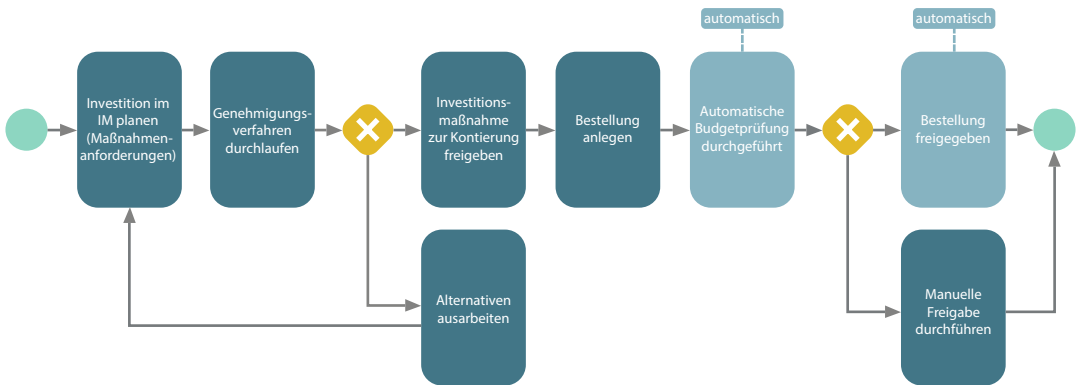 automatisch
automatisch
Investition im
IM planen
(Maßnahmen-
anforderungen)
Genehmigungs-
verfahren
durchlaufen
Investitions-
maßnahme
zur Kontierung
freigeben
Bestellung
anlegen
Automatische
Budgetprüfung
durchgeführt
Bestellung
freigegeben
Alternativen
ausarbeiten
Manuelle
Freigabe
durchführen